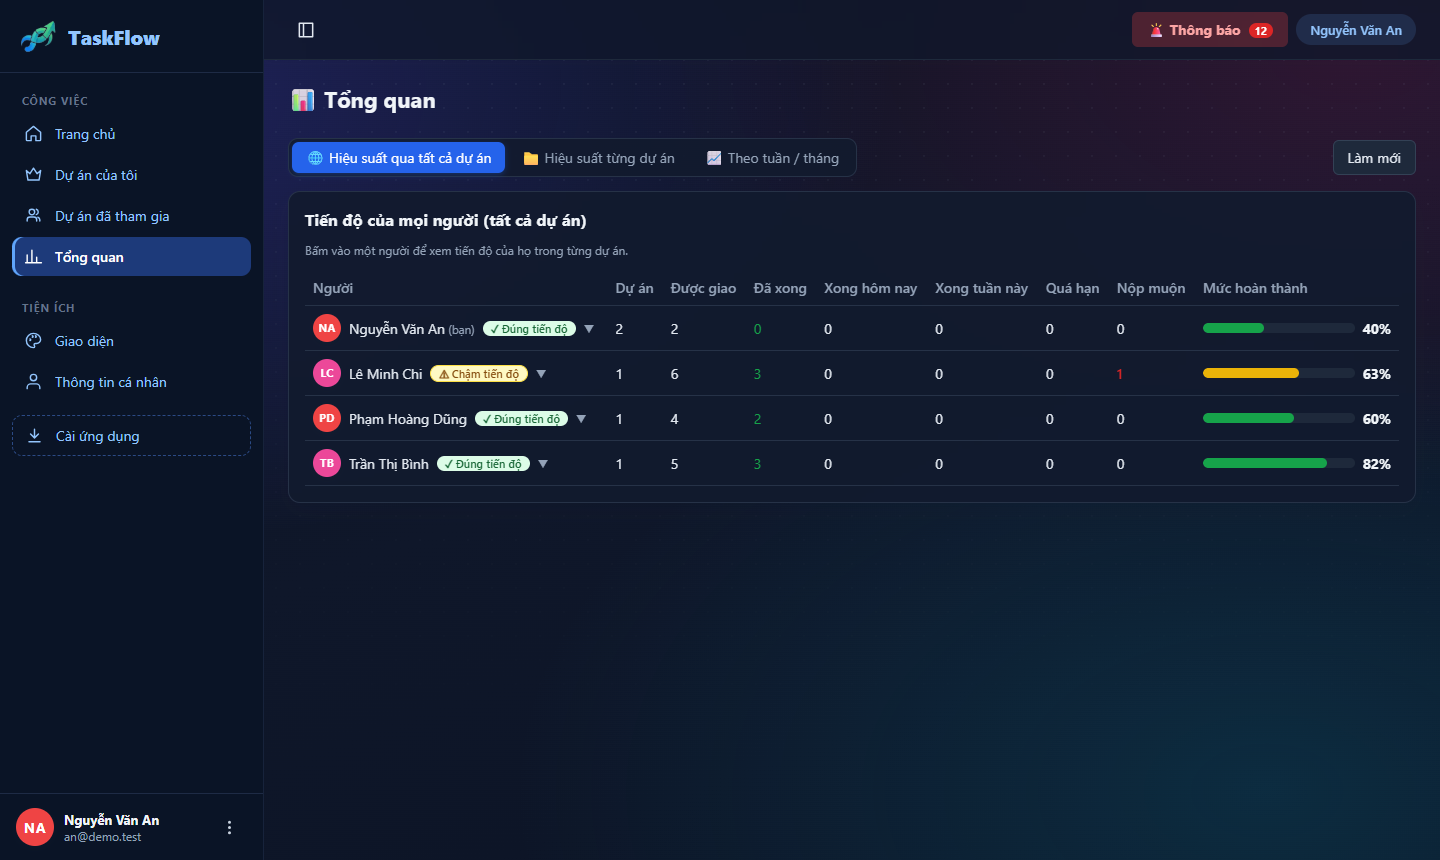 TaskFlow
Thông báo 12
Nguyễn Văn An
CÔNG VIỆC
Trang chủ
Dự án của tôi
Dự án đã tham gia
Tổng quan
TIỆN ÍCH
Giao diện
Thông tin cá nhân
Cài ứng dụng
Nguyễn Văn An
an@demo.test
NA
Tổng quan
Hiệu suất qua tất cả dự án
Hiệu suất từng dự án
Theo tuần / tháng
Làm mới
Tiến độ của mọi người (tất cả dự án)
Bấm vào một người để xem tiến độ của họ trong từng dự án.
Người Dự án Được giao Đã xong Xong hôm nay Xong tuần này Quá hạn Nộp muộn Mức hoàn thành
NA Nguyễn Văn An (bạn) ✓ Đúng tiến độ ▼ 2 2 0 0 0 0 0 40%
LC Lê Minh Chi ⚠ Chậm tiến độ ▼ 1 6 3 0 0 0 1 63%
PD Phạm Hoàng Dũng ✓ Đúng tiến độ ▼ 1 4 2 0 0 0 0 60%
TB Trần Thị Bình ✓ Đúng tiến độ ▼ 1 5 3 0 0 0 0 82%